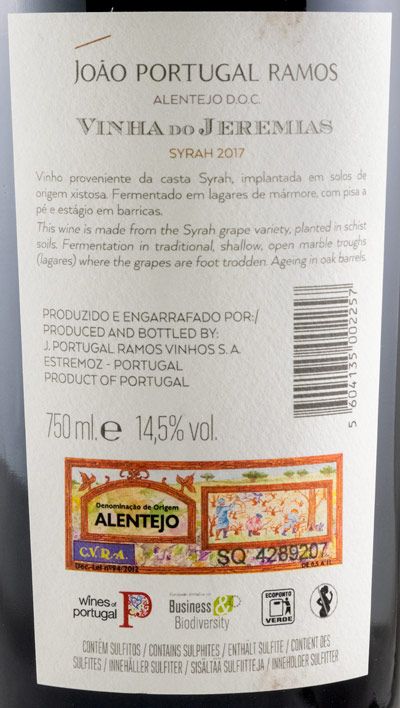 JOÃO PORTUGAL RAMOS
ALENTEJO D.O.C.
VINHA DO JEREMIAS
SYRAH 2017
Vinho proveniente da casta Syrah, implantada em solos de
origem xistosa. Fermentado em lagares de mármore, com pisa a
pé e estágio em barricas.
This wine is made from the Syrah grape variety, planted in schist
soils. Fermentation in traditional, shallow, open marble troughs
(lagares) where the grapes are foot trodden. Ageing in oak barrels.
PRODUZIDO E ENGARRAFADO POR:/
PRODUCED AND BOTTLED BY:
J. PORTUGAL RAMOS VINHOS S.A.
ESTREMOZ - PORTUGAL
PRODUCT OF PORTUGAL
5 604135 002257
750 ml. e 14,5% vol.
Denominação de Origem
ALENTEJO
C.V.R.A.
Dec.-Lei nº94/2012
SQ 4289207
wines of
portugal
Business &
Biodiversity
ECOPONTO
VERDE
CONTÉM SULFITOS / CONTAINS SULPHITES / ENTHÄLT SULFITE / CONTIENT DES
SULFITES / INNEHÅLLER SULFITER / SISÄLTÄÄ SULFIITTEJA / INNEHOLDER SULFITTER